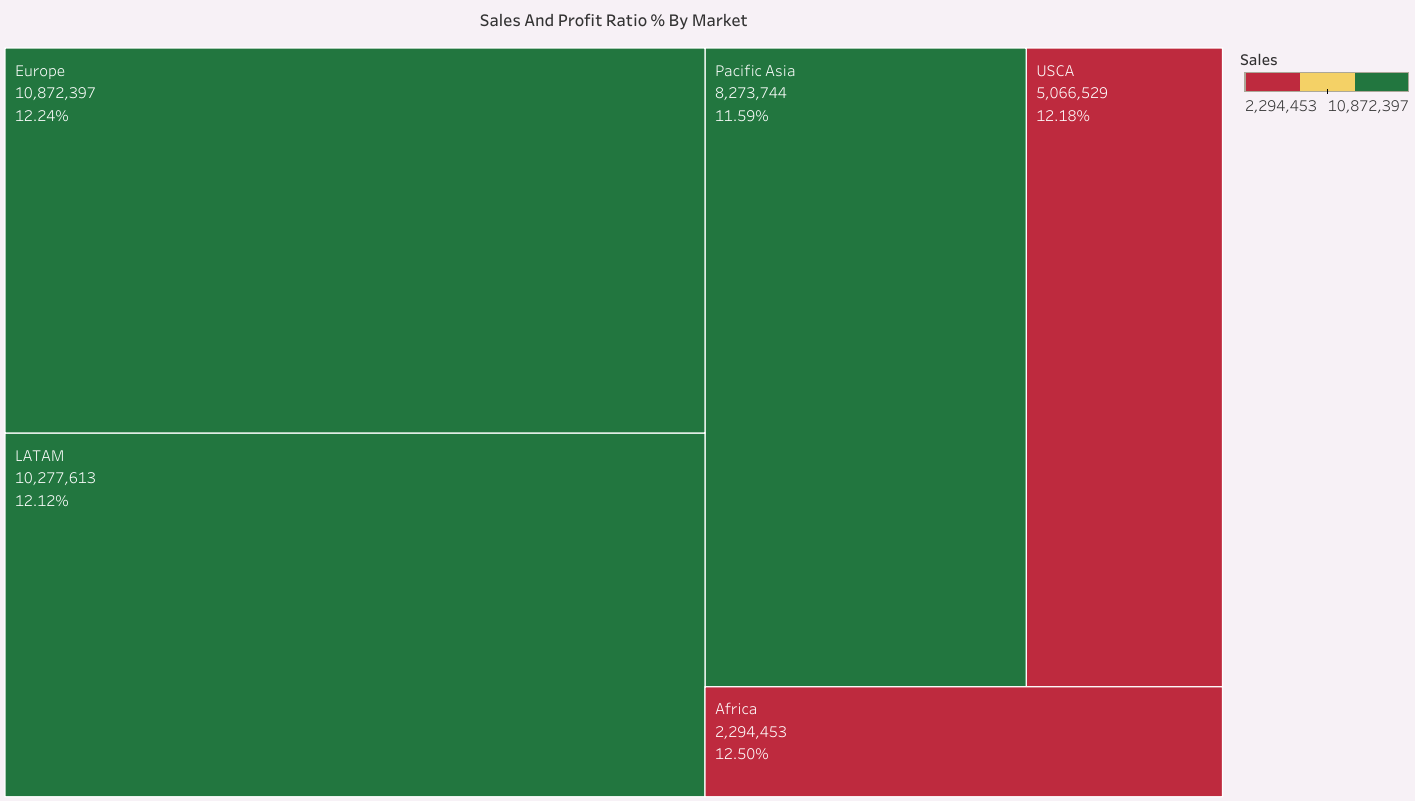 Sales And Profit Ratio % By Market
Europe
10,872,397
12.24%
Pacific Asia
8,273,744
11.59%
USCA
5,066,529
12.18%
LATAM
10,277,613
12.12%
Africa
2,294,453
12.50%
Sales
2,294,453 10,872,397